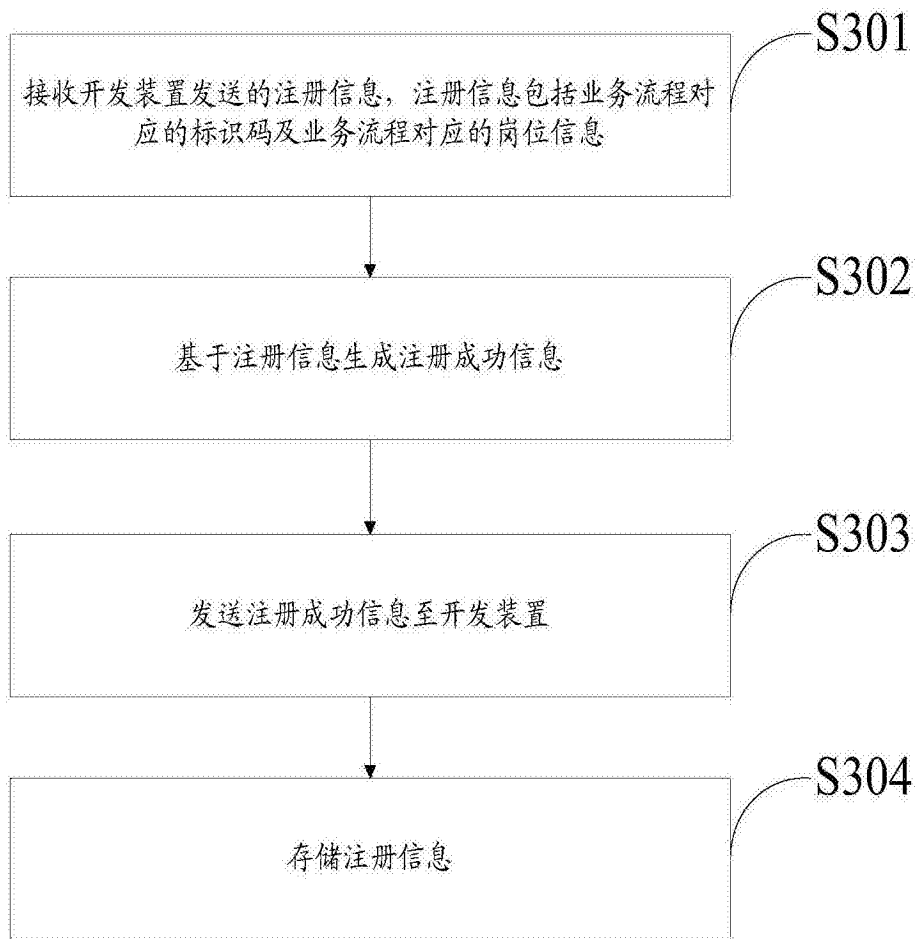 S301
接收开发装置发送的注册信息，注册信息包括业务流程对
应的标识码及业务流程对应的岗位信息
S302
基于注册信息生成注册成功信息
S303
发送注册成功信息至开发装置
S304
存储注册信息